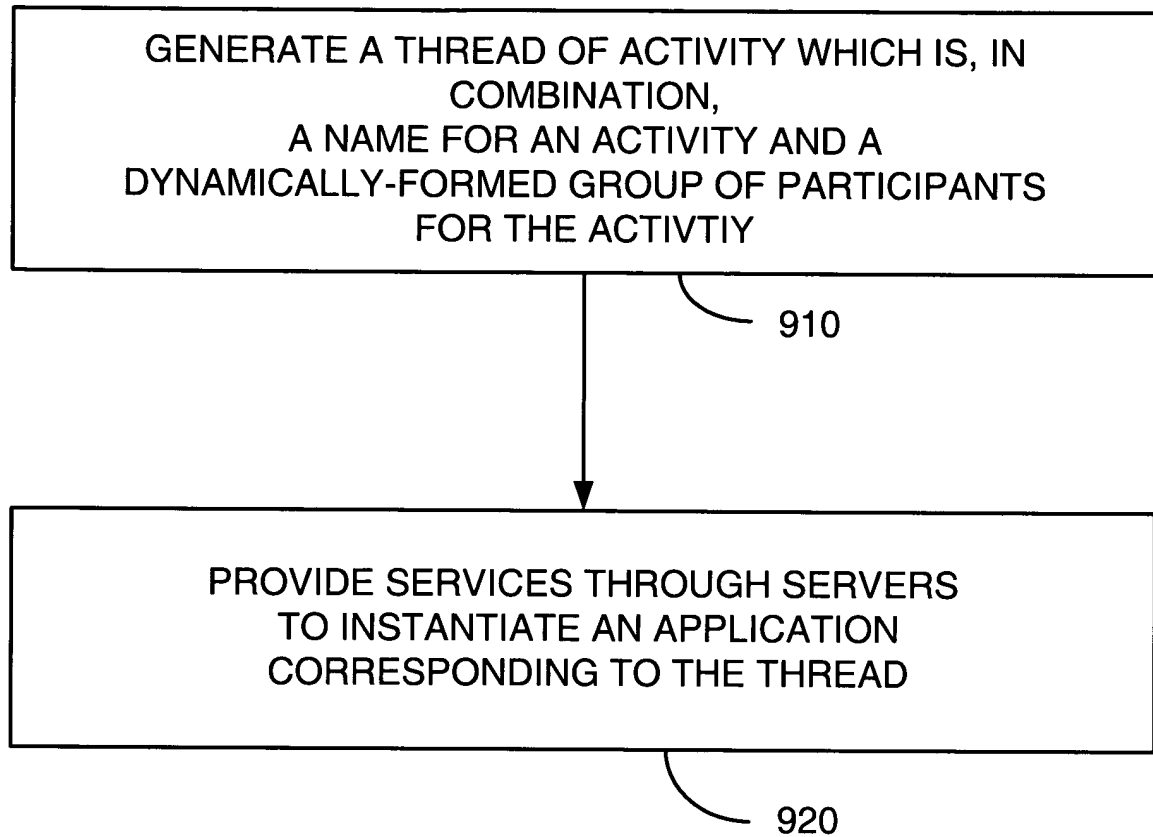 GENERATE A THREAD OF ACTIVITY WHICH IS, IN
COMBINATION,
A NAME FOR AN ACTIVITY AND A
DYNAMICALLY-FORMED GROUP OF PARTICIPANTS
FOR THE ACTIVTIY
910
PROVIDE SERVICES THROUGH SERVERS
TO INSTANTIATE AN APPLICATION
CORRESPONDING TO THE THREAD
920